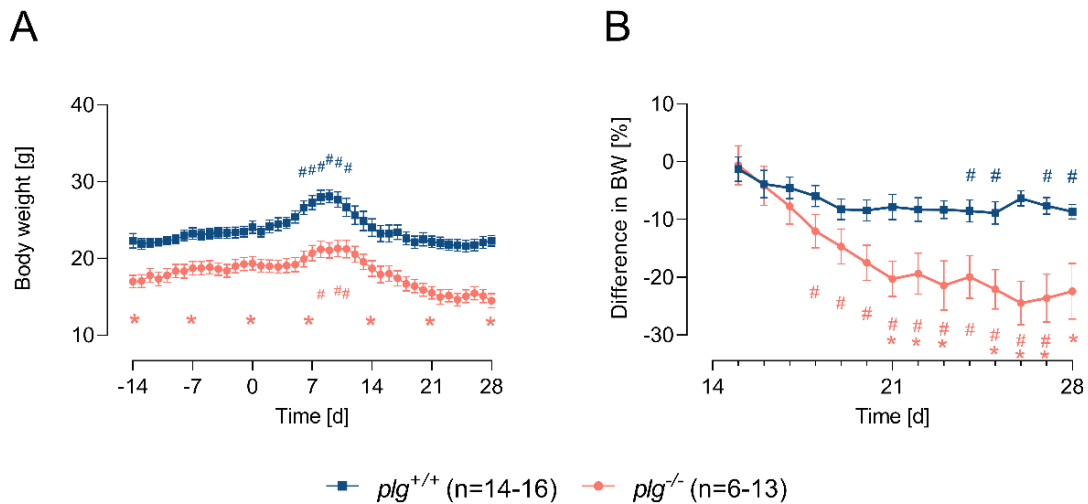 A
B
Body weight [g]
40
30
20
10
# # # # # #
# # #
* * * * * * *
-14 -7 0 7 14 21 28
Time [d]
Difference in BW [%]
10
0
-10
-20
-30
# # # #
# # # # # # # # # #
* * * * * * *
14 21 28
Time [d]
plg+/+ (n=14-16) plg-/- (n=6-13)